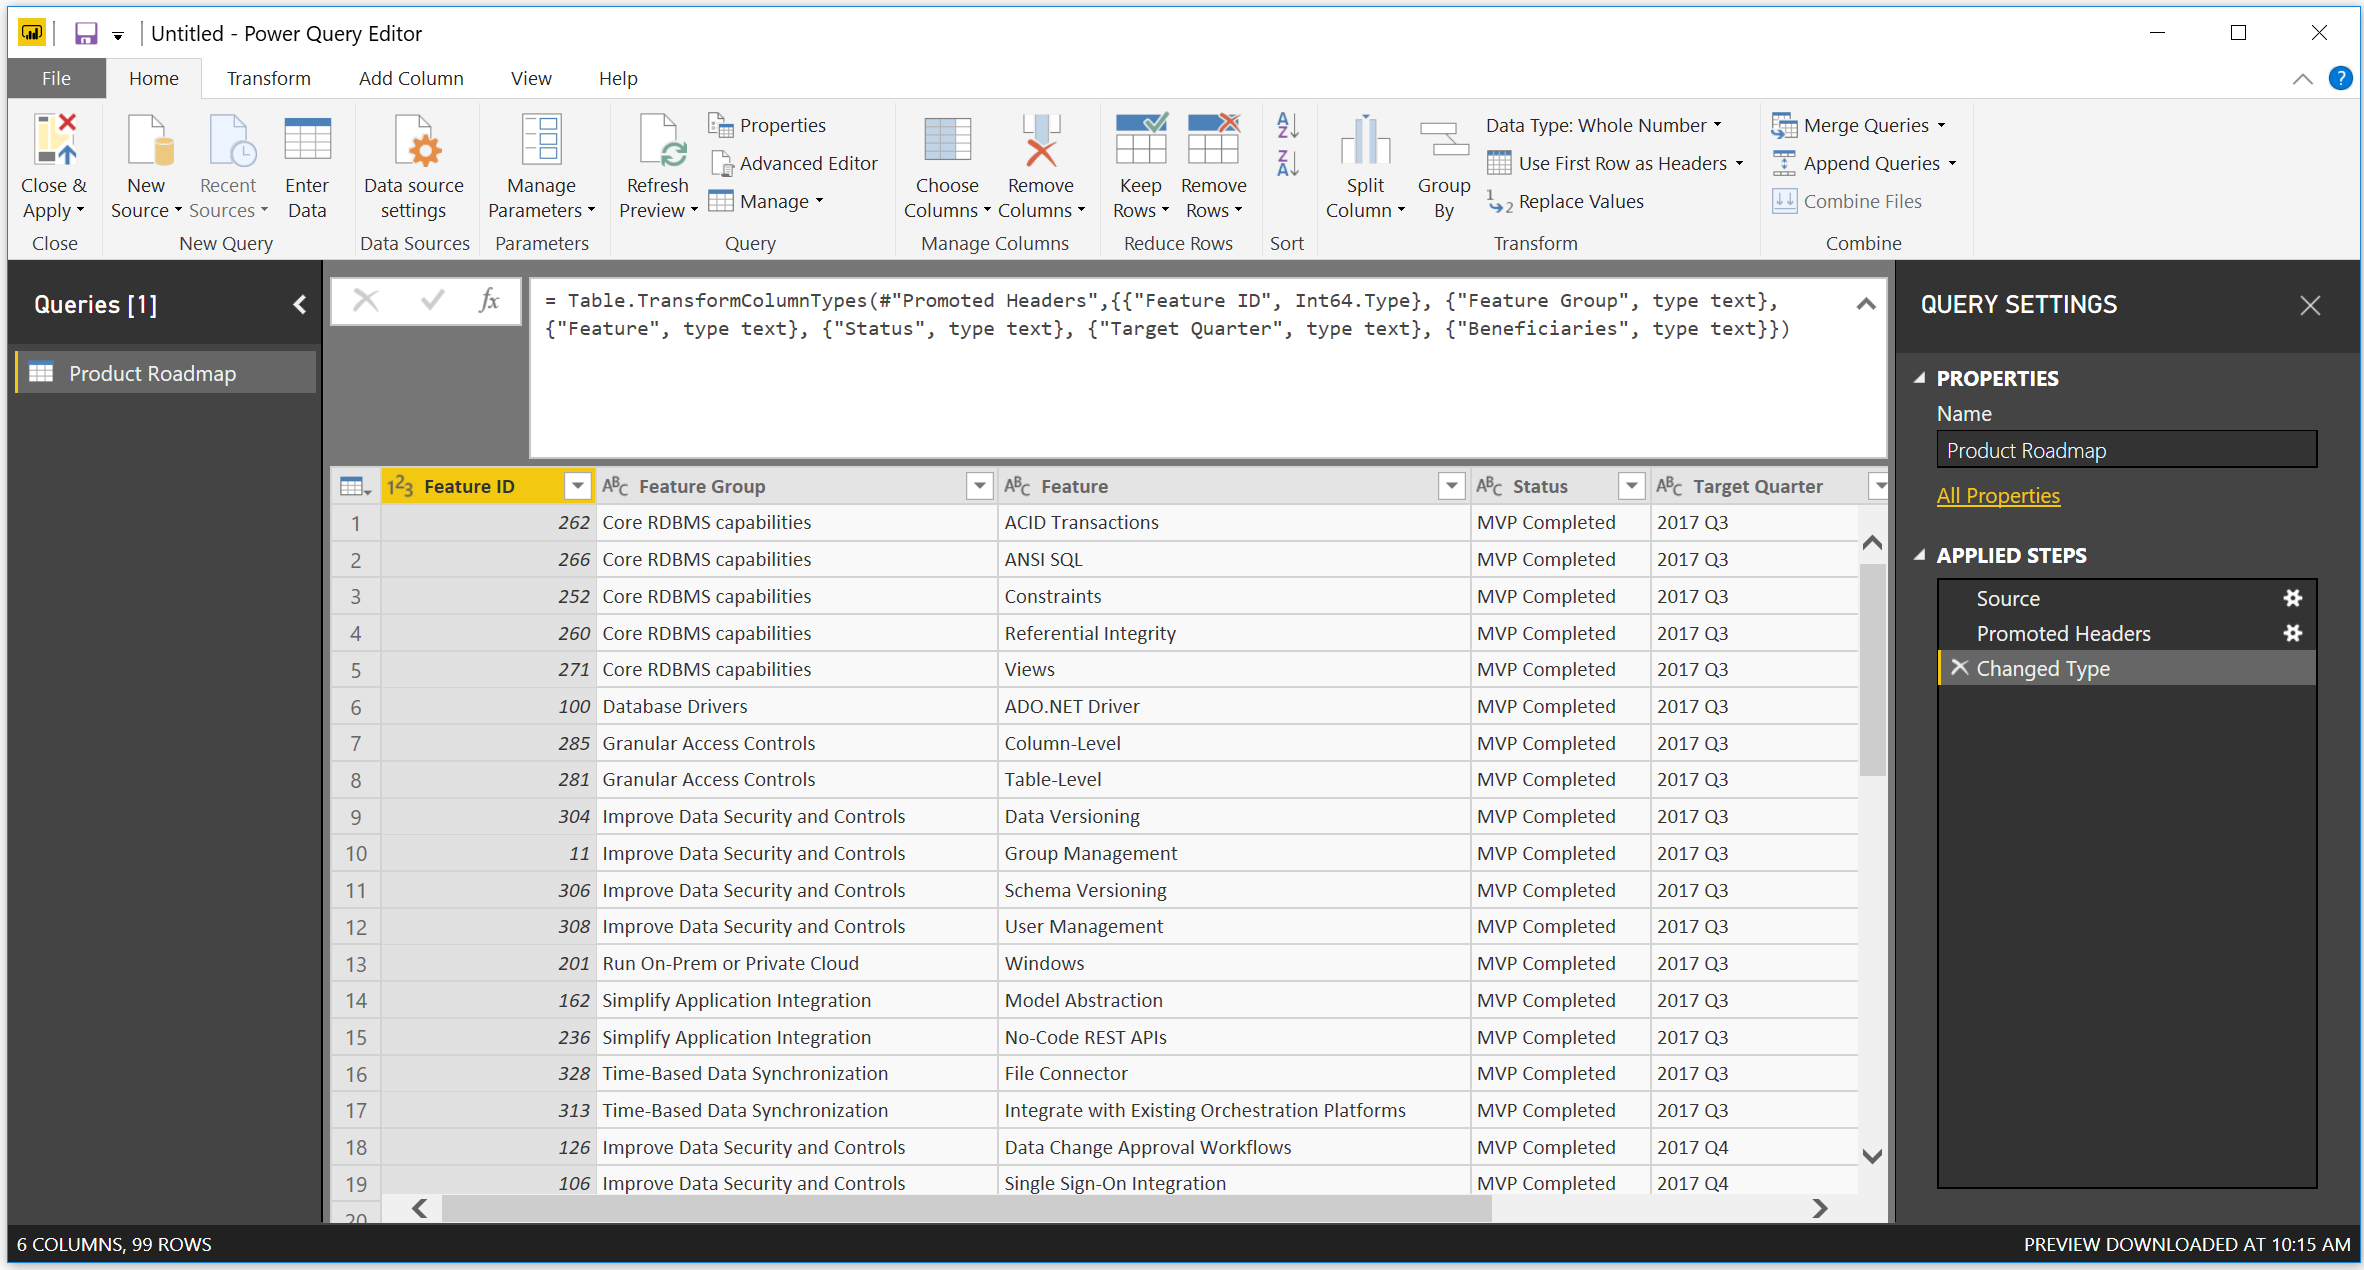 Untitled - Power Query Editor
File Home Transform Add Column View Help
Close & Apply
New Source
Recent Sources
Enter Data
Data source settings
Manage Parameters
Refresh Preview
Properties
Advanced Editor
Manage
Choose Columns
Remove Columns
Keep Rows
Remove Rows
Split Column
Group By
Data Type: Whole Number
Use First Row as Headers
Replace Values
Merge Queries
Append Queries
Combine Files
Close New Query Data Sources Parameters Query Manage Columns Reduce Rows Sort Transform Combine
Queries [1]
Product Roadmap
fx
= Table.TransformColumnTypes(#"Promoted Headers",{{"Feature ID", Int64.Type}, {"Feature Group", type text},
{"Feature", type text}, {"Status", type text}, {"Target Quarter", type text}, {"Beneficiaries", type text}})
123 Feature ID ABC Feature Group ABC Feature ABC Status ABC Target Quarter
1 262 Core RDBMS capabilities ACID Transactions MVP Completed 2017 Q3
2 266 Core RDBMS capabilities ANSI SQL MVP Completed 2017 Q3
3 252 Core RDBMS capabilities Constraints MVP Completed 2017 Q3
4 260 Core RDBMS capabilities Referential Integrity MVP Completed 2017 Q3
5 271 Core RDBMS capabilities Views MVP Completed 2017 Q3
6 100 Database Drivers ADO.NET Driver MVP Completed 2017 Q3
7 285 Granular Access Controls Column-Level MVP Completed 2017 Q3
8 281 Granular Access Controls Table-Level MVP Completed 2017 Q3
9 304 Improve Data Security and Controls Data Versioning MVP Completed 2017 Q3
10 11 Improve Data Security and Controls Group Management MVP Completed 2017 Q3
11 306 Improve Data Security and Controls Schema Versioning MVP Completed 2017 Q3
12 308 Improve Data Security and Controls User Management MVP Completed 2017 Q3
13 201 Run On-Prem or Private Cloud Windows MVP Completed 2017 Q3
14 162 Simplify Application Integration Model Abstraction MVP Completed 2017 Q3
15 236 Simplify Application Integration No-Code REST APIs MVP Completed 2017 Q3
16 328 Time-Based Data Synchronization File Connector MVP Completed 2017 Q3
17 313 Time-Based Data Synchronization Integrate with Existing Orchestration Platforms MVP Completed 2017 Q3
18 126 Improve Data Security and Controls Data Change Approval Workflows MVP Completed 2017 Q4
19 106 Improve Data Security and Controls Single Sign-On Integration MVP Completed 2017 Q4
20
QUERY SETTINGS
PROPERTIES
Name
Product Roadmap
All Properties
APPLIED STEPS
Source
Promoted Headers
Changed Type
6 COLUMNS, 99 ROWS
PREVIEW DOWNLOADED AT 10:15 AM